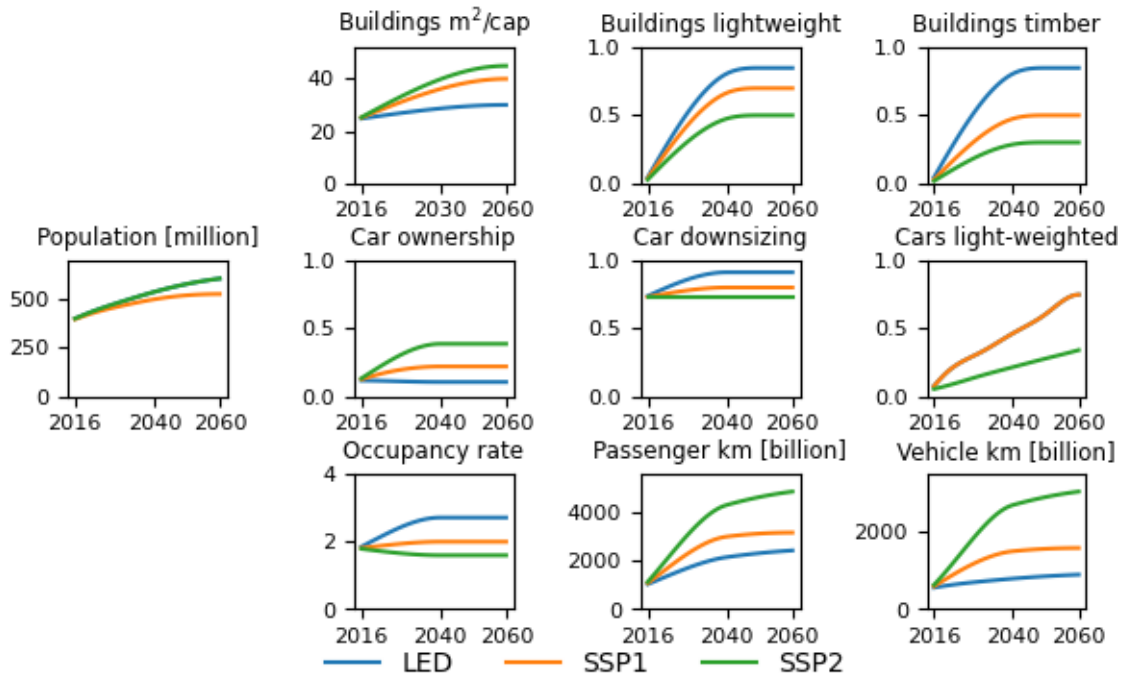 Buildings m²/cap Buildings lightweight Buildings timber
40
20
0
2016 2030 2060
1.0
0.5
0.0
2016 2040 2060
1.0
0.5
0.0
2016 2040 2060
Population [million] Car ownership Car downsizing Cars light-weighted
500
250
0
2016 2040 2060
1.0
0.5
0.0
2016 2040 2060
1.0
0.5
0.0
2016 2040 2060
1.0
0.5
0.0
2016 2040 2060
Occupancy rate Passenger km [billion] Vehicle km [billion]
4
2
0
2016 2040 2060
4000
2000
0
2016 2040 2060
2000
0
2016 2040 2060
LED SSP1 SSP2